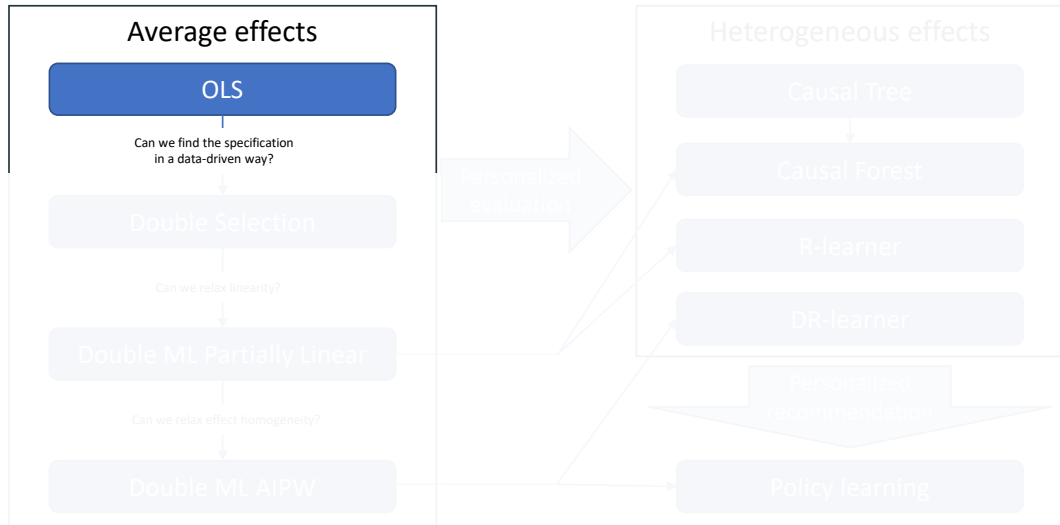 Average effects
OLS
Can we find the specification
in a data-driven way?
Double Selection
Can we relax linearity?
Double ML Partially Linear
Can we relax effect homogeneity?
Double ML AIPW
Personalized
evaluation
Heterogeneous effects
Causal Tree
Causal Forest
R-learner
DR-learner
Personalized
recommendation
Policy learning